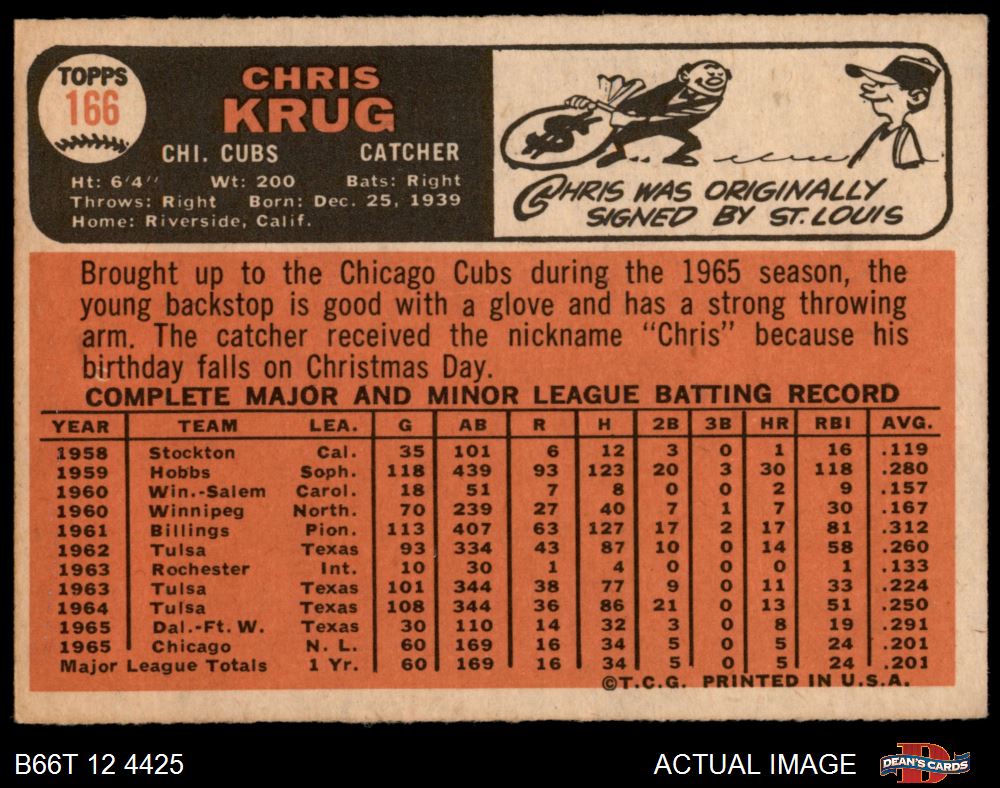 TOPPS
166
CHRIS
KRUG
CHI. CUBS CATCHER
Ht: 6'4" Wt: 200 Bats: Right
Throws: Right Born: Dec. 25, 1939
Home: Riverside, Calif.
$
CHRIS WAS ORIGINALLY
SIGNED BY ST. LOUIS
Brought up to the Chicago Cubs during the 1965 season, the
young backstop is good with a glove and has a strong throwing
arm. The catcher received the nickname "Chris" because his
birthday falls on Christmas Day.
COMPLETE MAJOR AND MINOR LEAGUE BATTING RECORD
YEAR TEAM LEA. G AB R H 2B 3B HR RBI AVG.
1958 Stockton Cal. 35 101 6 12 3 0 1 16 .119
1959 Hobbs Soph. 118 439 93 123 20 3 30 118 .280
1960 Win.-Salem Carol. 18 51 7 8 0 0 2 9 .157
1960 Winnipeg North. 70 239 27 40 7 1 7 30 .167
1961 Billings Pion. 113 407 63 127 17 2 17 81 .312
1962 Tulsa Texas 93 334 43 87 10 0 14 58 .260
1963 Rochester Int. 10 30 1 4 0 0 0 1 .133
1963 Tulsa Texas 101 344 38 77 9 0 11 33 .224
1964 Tulsa Texas 108 344 36 86 21 0 13 51 .250
1965 Dal.-Ft. W. Texas 30 110 14 32 3 0 8 19 .291
1965 Chicago N. L. 60 169 16 34 5 0 5 24 .201
Major League Totals 1 Yr. 60 169 16 34 5 0 5 24 .201
©T.C.G. PRINTED IN U.S.A.
B66T 12 4425 ACTUAL IMAGE DEAN'S CARDS